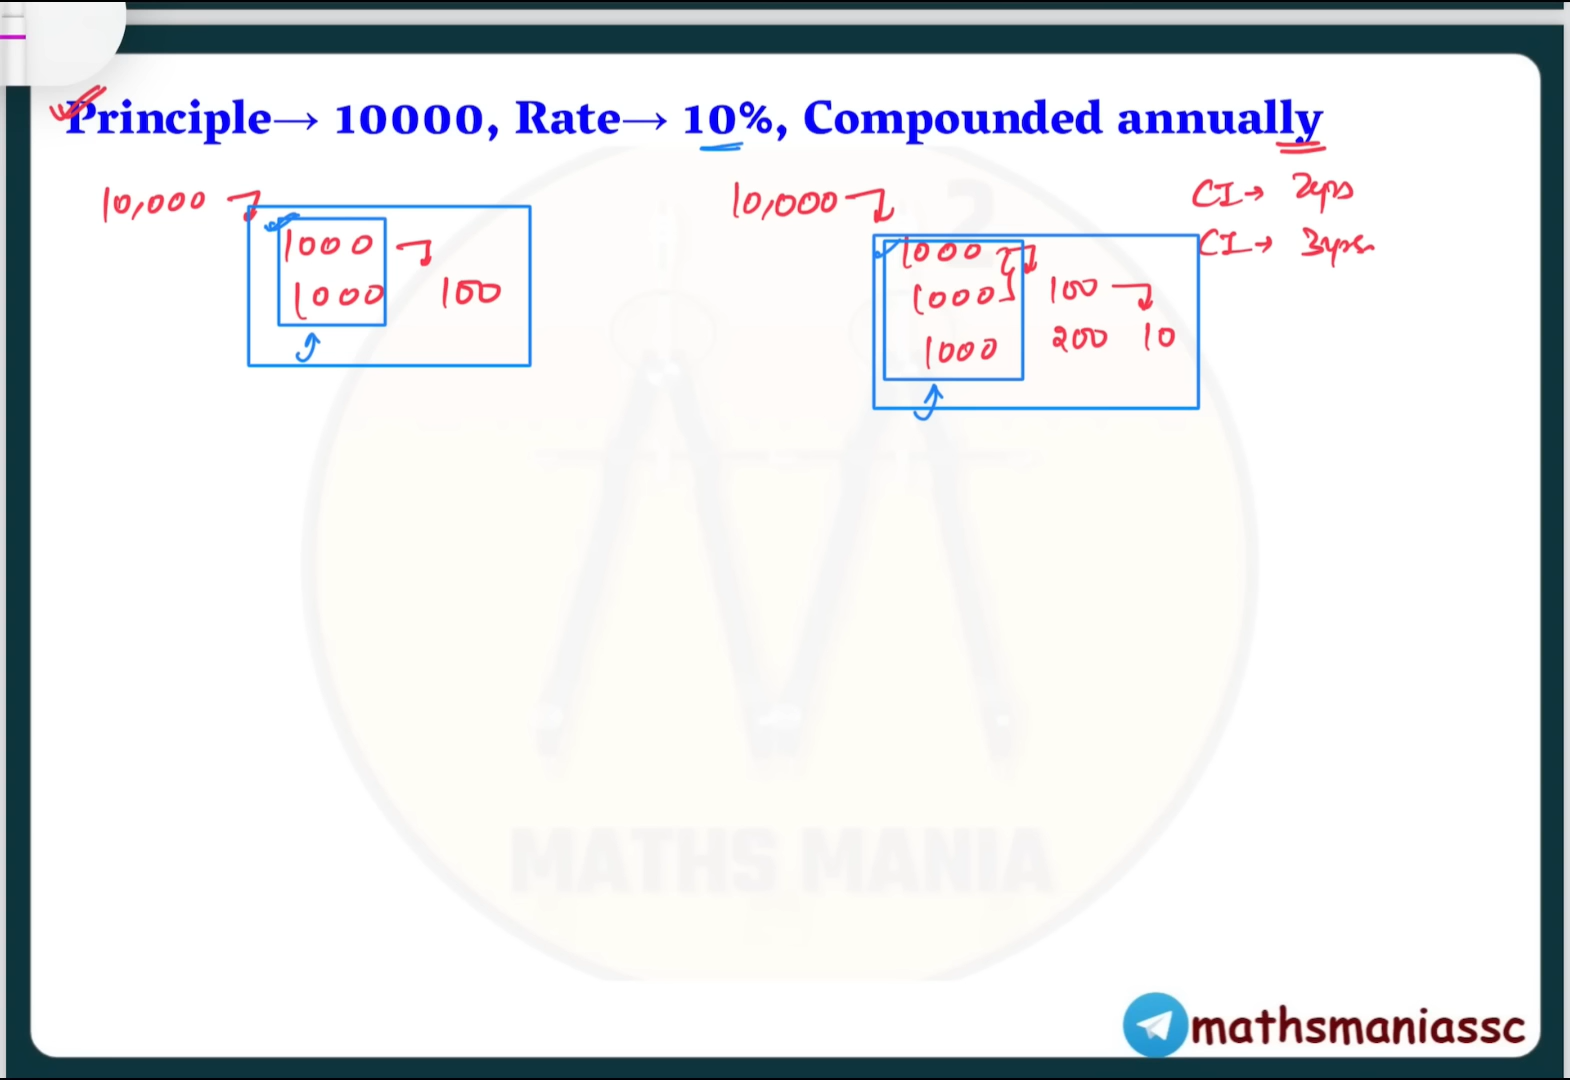 Principle→ 10000, Rate→ 10%, Compounded annually
10,000
1000
1000 100
10,000
1000
1000 100
1000 200 10
CI→ 2yrs
CI→ 3yrs
2
MATHS MANIA
mathsmaniassc